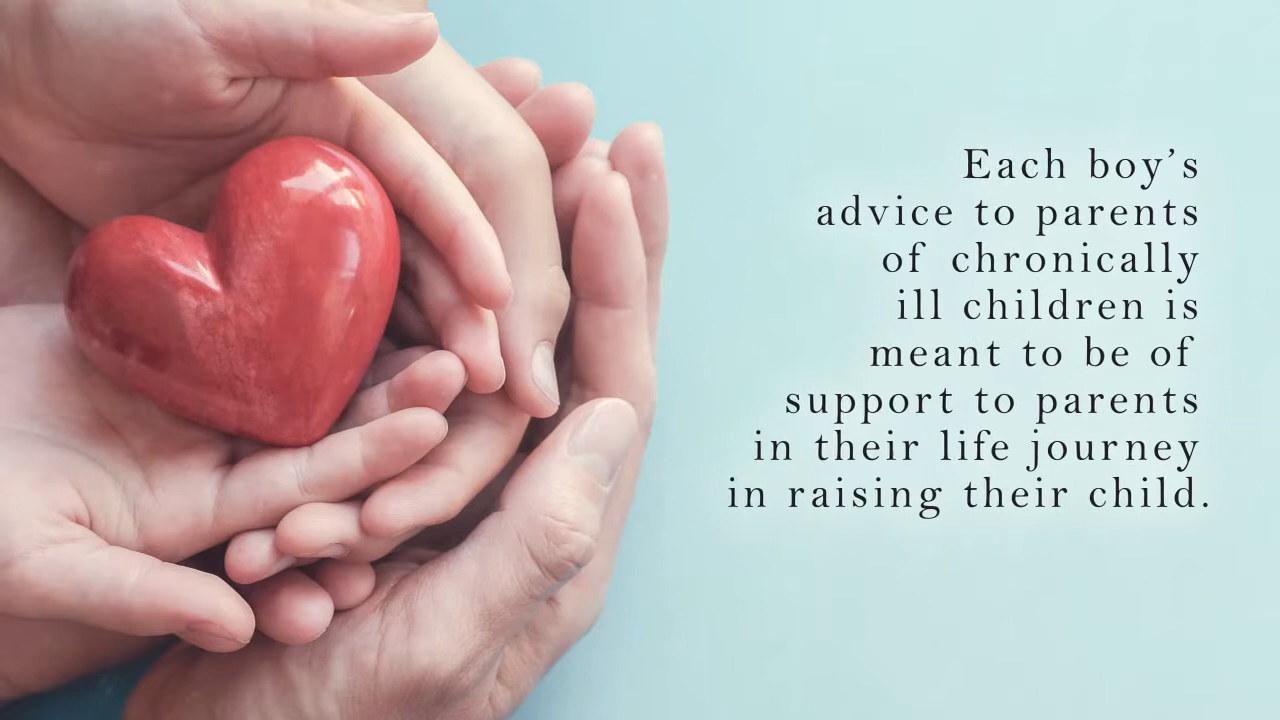 Each boy’s
advice to parents
of chronically
ill children is
meant to be of
support to parents
in their life journey
in raising their child.